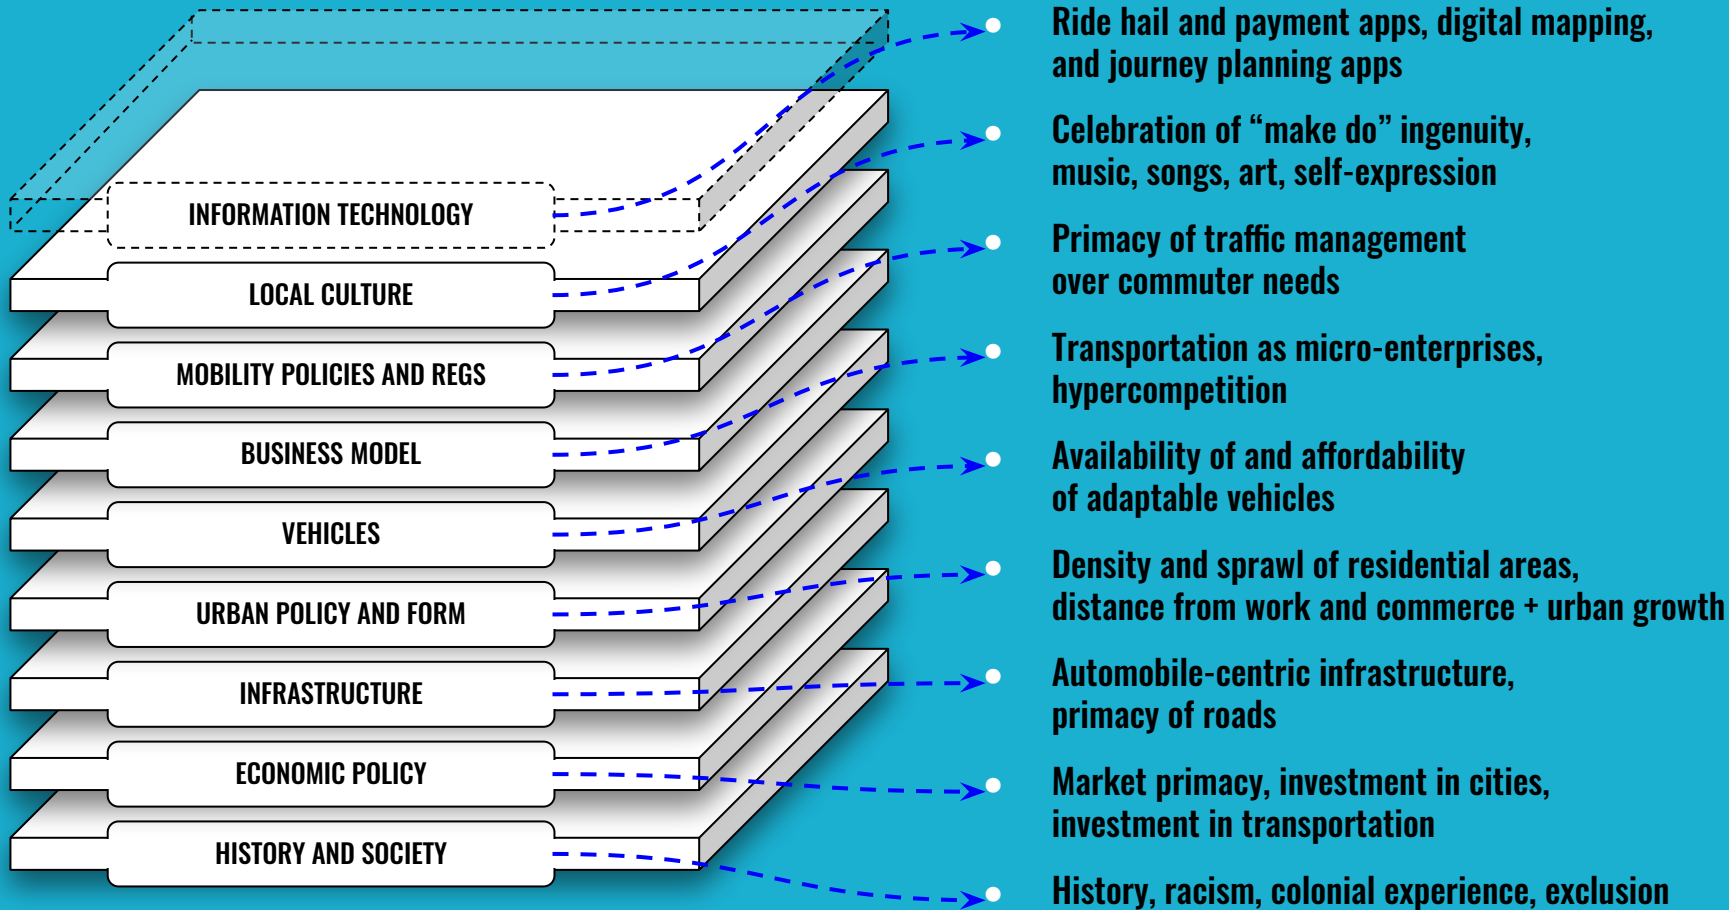 INFORMATION TECHNOLOGY
LOCAL CULTURE
MOBILITY POLICIES AND REGS
BUSINESS MODEL
VEHICLES
URBAN POLICY AND FORM
INFRASTRUCTURE
ECONOMIC POLICY
HISTORY AND SOCIETY
Ride hail and payment apps, digital mapping,
and journey planning apps
Celebration of “make do” ingenuity,
music, songs, art, self-expression
Primacy of traffic management
over commuter needs
Transportation as micro-enterprises,
hypercompetition
Availability of and affordability
of adaptable vehicles
Density and sprawl of residential areas,
distance from work and commerce + urban growth
Automobile-centric infrastructure,
primacy of roads
Market primacy, investment in cities,
investment in transportation
History, racism, colonial experience, exclusion